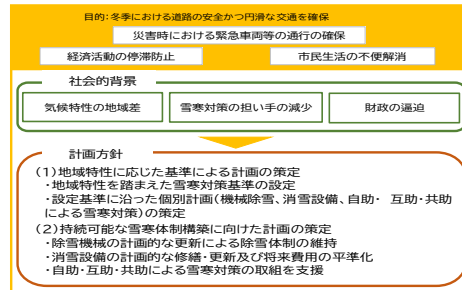 目的：冬季における道路の安全かつ円滑な交通を確保
災害時における緊急車両等の通行の確保
経済活動の停滞防止
市民生活の不便解消
社会的背景
気候特性の地域差
雪寒対策の担い手の減少
財政の逼迫
計画方針
（１）地域特性に応じた基準による計画の策定
・地域特性を踏まえた雪寒対策基準の設定
・設定基準に沿った個別計画（機械除雪、消雪設備、自助・ 互助・共助
による雪寒対策）の策定
（２）持続可能な雪寒体制構築に向けた計画の策定
・除雪機械の計画的な更新による除雪体制の維持
・消雪設備の計画的な修繕・更新及び将来費用の平準化
・自助・互助・共助による雪寒対策の取組を支援